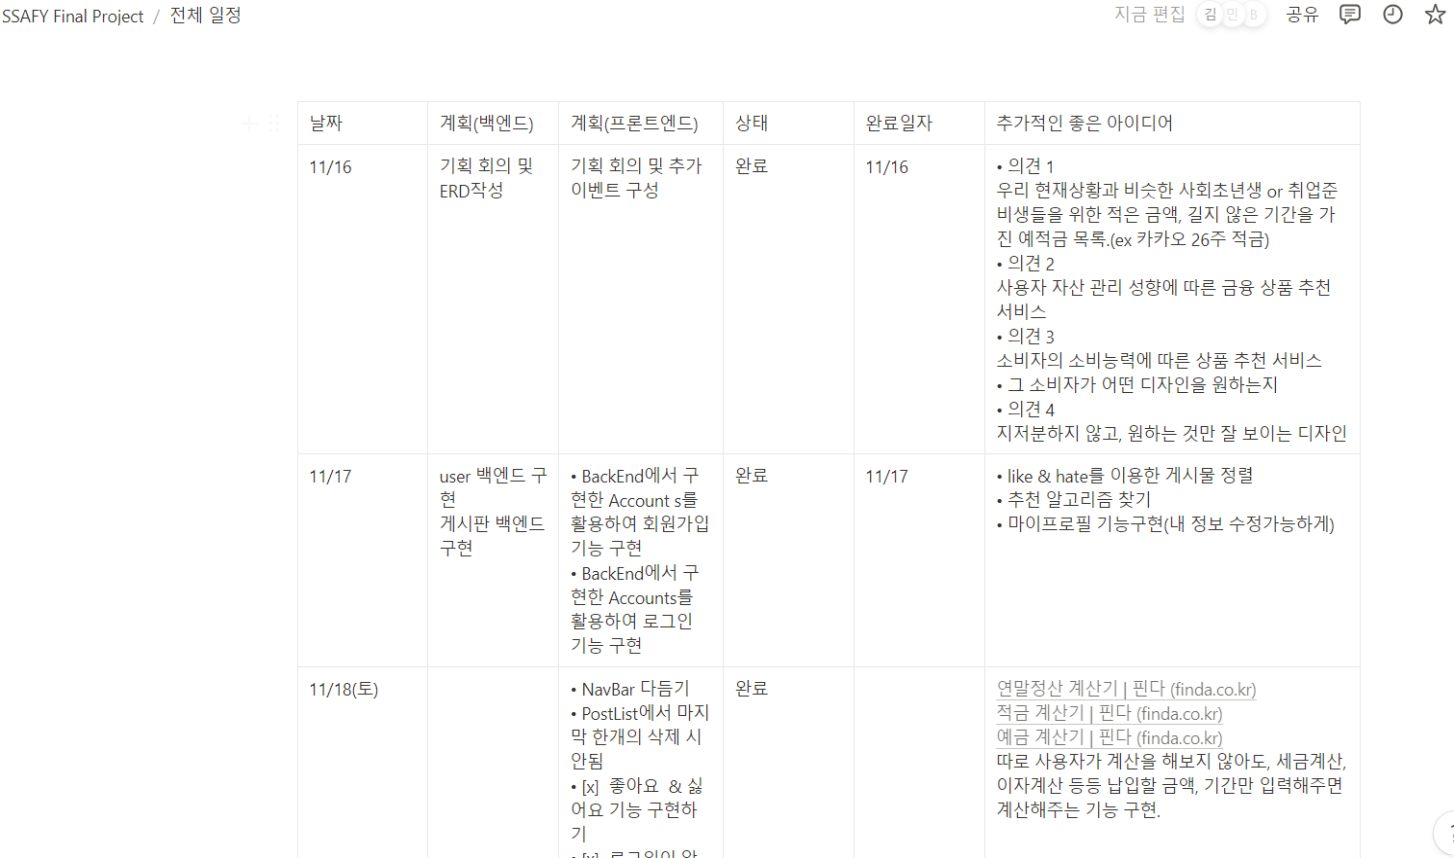 SSAFY Final Project / 전체 일정
지금 편집 김 민 B 공유
날짜 계획(백엔드) 계획(프론트엔드) 상태 완료일자 추가적인 좋은 아이디어
11/16
기획 회의 및
ERD작성
기획 회의 및 추가
이벤트 구성
완료
11/16
• 의견 1
우리 현재상황과 비슷한 사회초년생 or 취업준
비생들을 위한 적은 금액, 길지 않은 기간을 가
진 예적금 목록.(ex 카카오 26주 적금)
• 의견 2
사용자 자산 관리 성향에 따른 금융 상품 추천
서비스
• 의견 3
소비자의 소비능력에 따른 상품 추천 서비스
• 그 소비자가 어떤 디자인을 원하는지
• 의견 4
지저분하지 않고, 원하는 것만 잘 보이는 디자인
11/17
user 백엔드 구
현
게시판 백엔드
구현
• BackEnd에서 구
현한 Account s를
활용하여 회원가입
기능 구현
• BackEnd에서 구
현한 Accounts를
활용하여 로그인
기능 구현
완료
11/17
• like & hate를 이용한 게시물 정렬
• 추천 알고리즘 찾기
• 마이프로필 기능구현(내 정보 수정가능하게)
11/18(토)
• NavBar 다듬기
• PostList에서 마지
막 한개의 삭제 시
안됨
• [x] 좋아요 & 싫
어요 기능 구현하
기
• [x] 로그인이 안
완료
연말정산 계산기 | 핀다 (finda.co.kr)
적금 계산기 | 핀다 (finda.co.kr)
예금 계산기 | 핀다 (finda.co.kr)
따로 사용자가 계산을 해보지 않아도, 세금계산,
이자계산 등등 납입할 금액, 기간만 입력해주면
계산해주는 기능 구현.
?